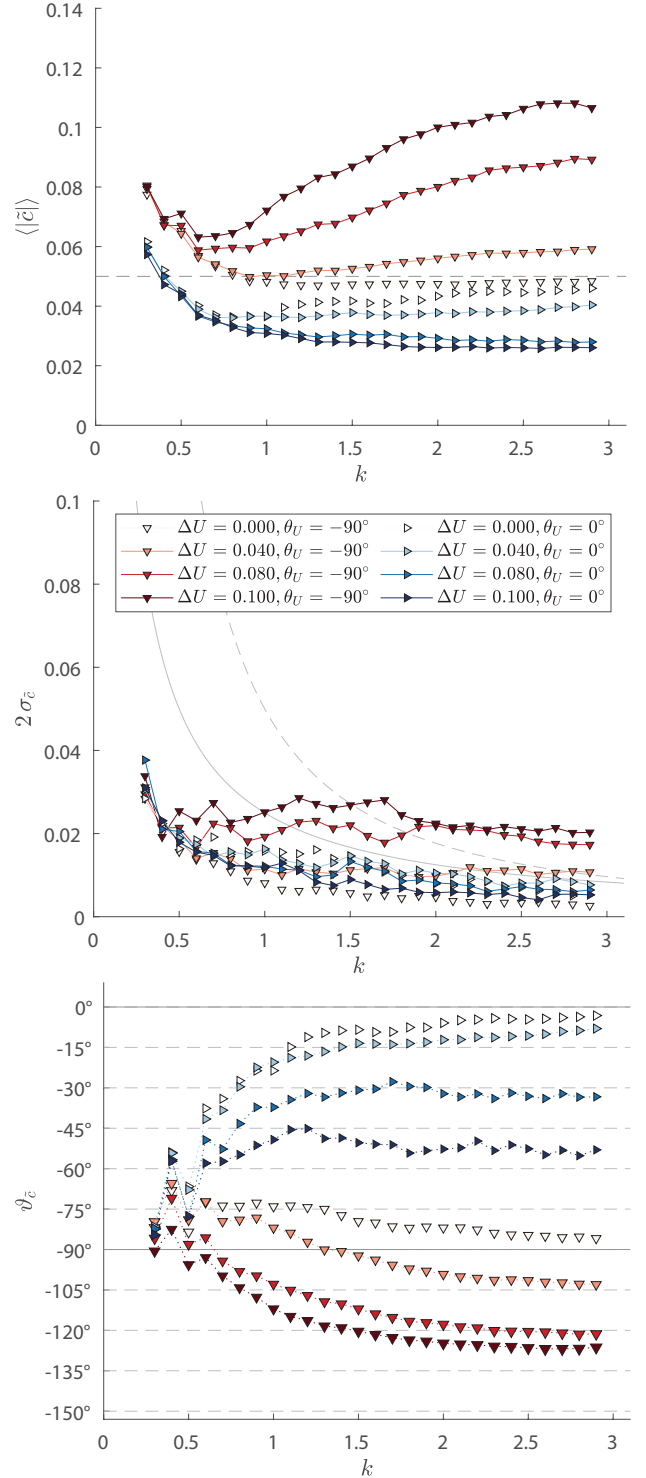 0.14
0.12
0.1
0.08
0.06
0.04
0.02
0
⟨|c̃|⟩
0 0.5 1 1.5 2 2.5 3
k
0.1
0.08
0.06
0.04
0.02
0
2 σ_c̃
ΔU = 0.000, θ_U = −90° ΔU = 0.000, θ_U = 0°
ΔU = 0.040, θ_U = −90° ΔU = 0.040, θ_U = 0°
ΔU = 0.080, θ_U = −90° ΔU = 0.080, θ_U = 0°
ΔU = 0.100, θ_U = −90° ΔU = 0.100, θ_U = 0°
0 0.5 1 1.5 2 2.5 3
k
0°
-15°
-30°
-45°
-60°
-75°
-90°
-105°
-120°
-135°
-150°
ϑ_c̃
0 0.5 1 1.5 2 2.5 3
k